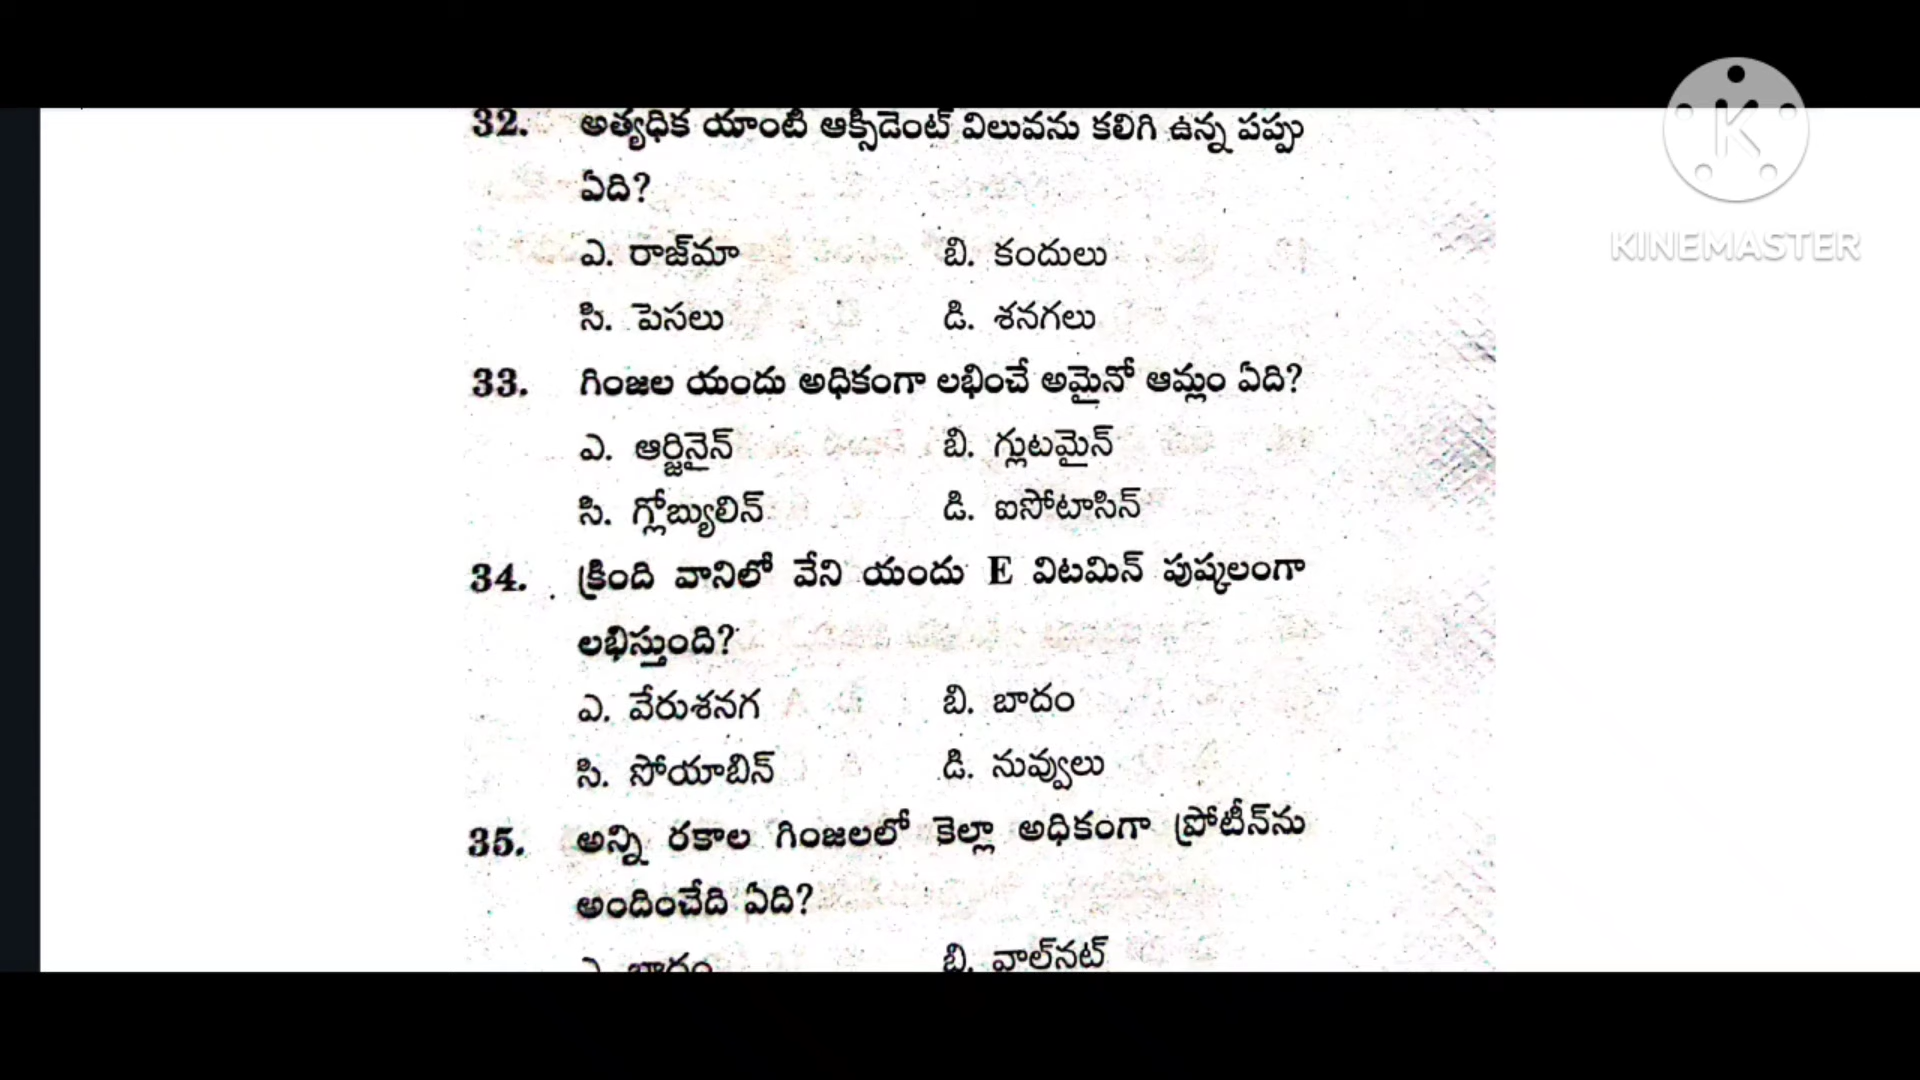 32. అత్యధిక యాంటీ ఆక్సీడెంట్ విలువను కలిగి ఉన్న పప్పు
ఏది?
ఎ. రాజ్‌మా బి. కందులు
సి. పెసలు డి. శనగలు
33. గింజల యందు అధికంగా లభించే అమైనో ఆమ్లం ఏది?
ఎ. ఆర్జినైన్ బి. గ్లుటమైన్
సి. గ్లోబ్యులిన్ డి. ఐసోటాసిన్
34. క్రింది వానిలో వేని యందు E విటమిన్ పుష్కలంగా
లభిస్తుంది?
ఎ. వేరుశనగ బి. బాదం
సి. సోయాబిన్ డి. నువ్వులు
35. అన్ని రకాల గింజలలో కెల్లా అధికంగా ప్రోటీన్‌ను
అందించేది ఏది?
ఎ. బాదం బి. వాల్‌నట్
K
KINEMASTER